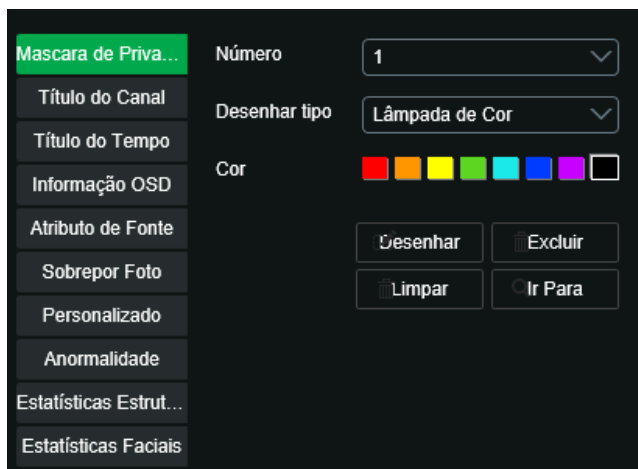 Mascara de Priva...
Título do Canal
Título do Tempo
Informação OSD
Atributo de Fonte
Sobrepor Foto
Personalizado
Anormalidade
Estatísticas Estrut...
Estatísticas Faciais
Número
1
Desenhar tipo
Lâmpada de Cor
Cor
Desenhar
Excluir
Limpar
Ir Para